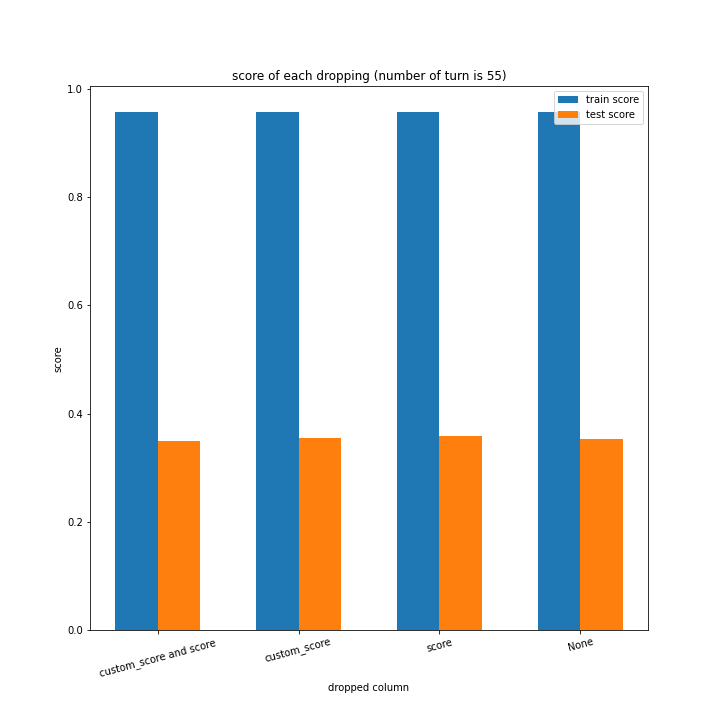 score of each dropping (number of turn is 55)
train score
test score
1.0
0.8
0.6
0.4
0.2
0.0
score
custom_score and score
custom_score
score
None
dropped column